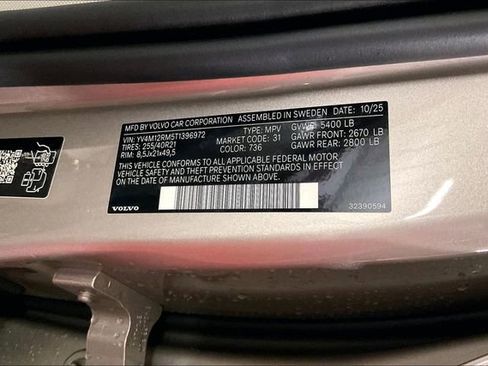 MFD. BY VOLVO CAR CORPORATION ASSEMBLED IN SWEDEN DATE: 10/25
VIN: YV4M12RM5T1396972 TYPE: MPV GVWR: 5400 LB
TIRES: 255/40R21 MARKET CODE: 31 GAWR FRONT: 2670 LB
RIM: 8,5Jx21x49,5 COLOR: 736 GAWR REAR: 2800 LB
THIS VEHICLE CONFORMS TO ALL APPLICABLE FEDERAL MOTOR
VEHICLE SAFETY AND THEFT PREVENTION STANDARDS IN EFFECT
ON THE DATE OF MANUFACTURE SHOWN ABOVE.
VOLVO 32390594